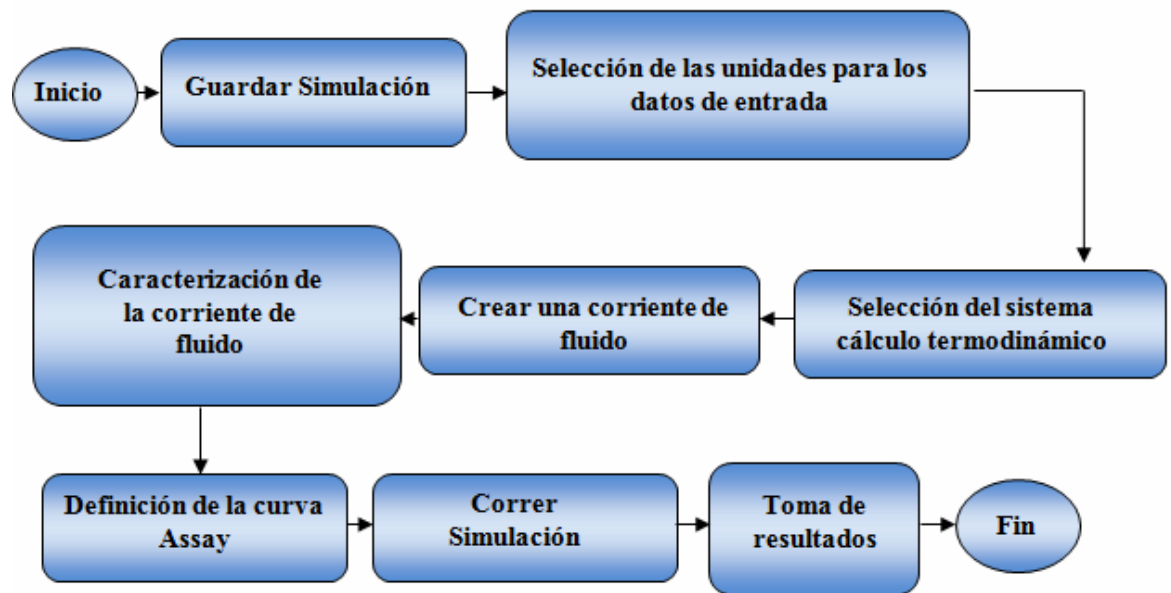 Inicio
Guardar Simulación
Selección de las unidades para los
datos de entrada
Selección del sistema
cálculo termodinámico
Crear una corriente de
fluido
Caracterización de
la corriente de
fluido
Definición de la curva
Assay
Correr
Simulación
Toma de
resultados
Fin